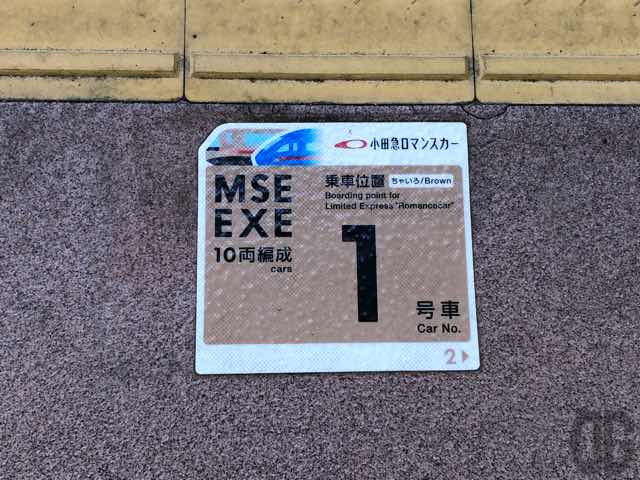 小田急ロマンスカー
MSE
EXE
10両編成
cars
乗車位置 ちゃいろ/Brown
Boarding point for
Limited Express "Romancecar"
1
号車
Car No.
2